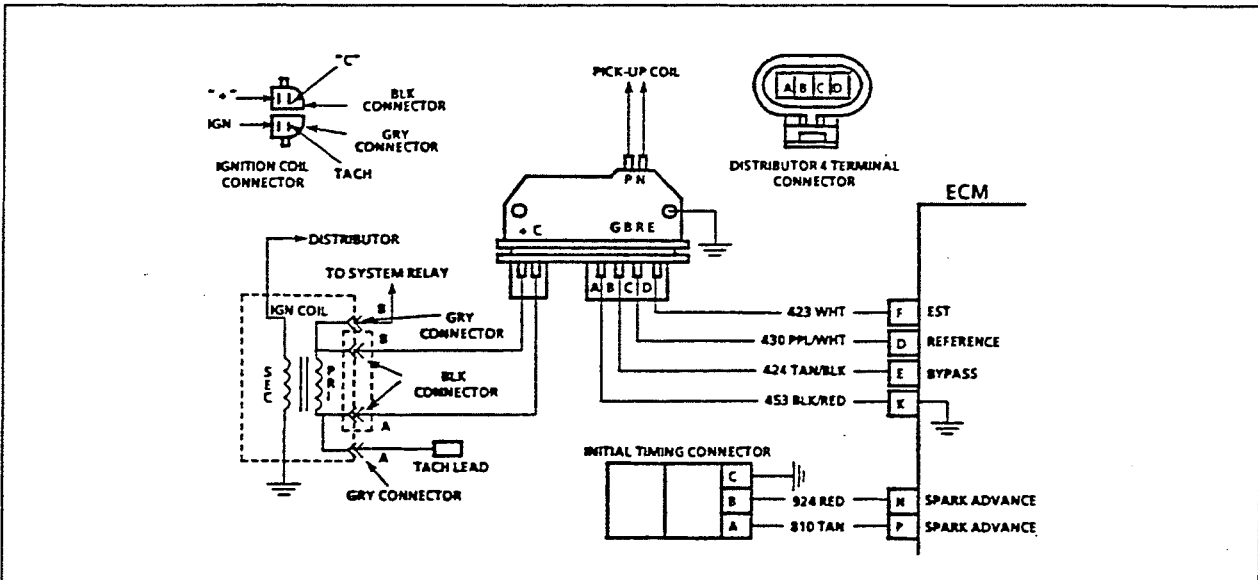 "C"
"+"
BLK
CONNECTOR
IGN
GRY
CONNECTOR
IGNITION COIL
CONNECTOR
TACH
PICK-UP COIL
A B C D
DISTRIBUTOR 4 TERMINAL
CONNECTOR
P N
+ C
G B R E
A B C D
ECM
DISTRIBUTOR
TO SYSTEM RELAY
IGN COIL
B
GRY
CONNECTOR
B
SEC
PRI
BLK
CONNECTOR
A
A
TACH LEAD
GRY CONNECTOR
423 WHT
F
EST
430 PPL/WHT
D
REFERENCE
424 TAN/BLK
E
BYPASS
453 BLK/RED
K
INITIAL TIMING CONNECTOR
C
B
924 RED
N
SPARK ADVANCE
A
810 TAN
P
SPARK ADVANCE